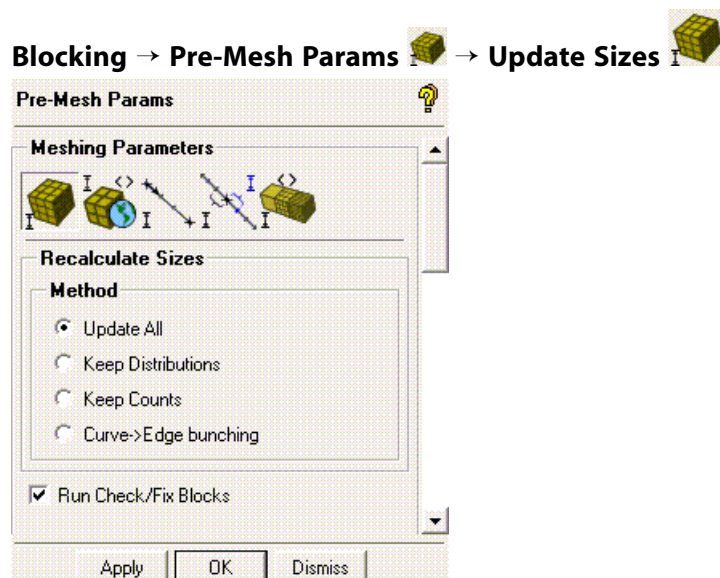 Blocking → Pre-Mesh Params → Update Sizes
Pre-Mesh Params
Meshing Parameters
Recalculate Sizes
Method
Update All
Keep Distributions
Keep Counts
Curve->Edge bunching
Run Check/Fix Blocks
Apply OK Dismiss